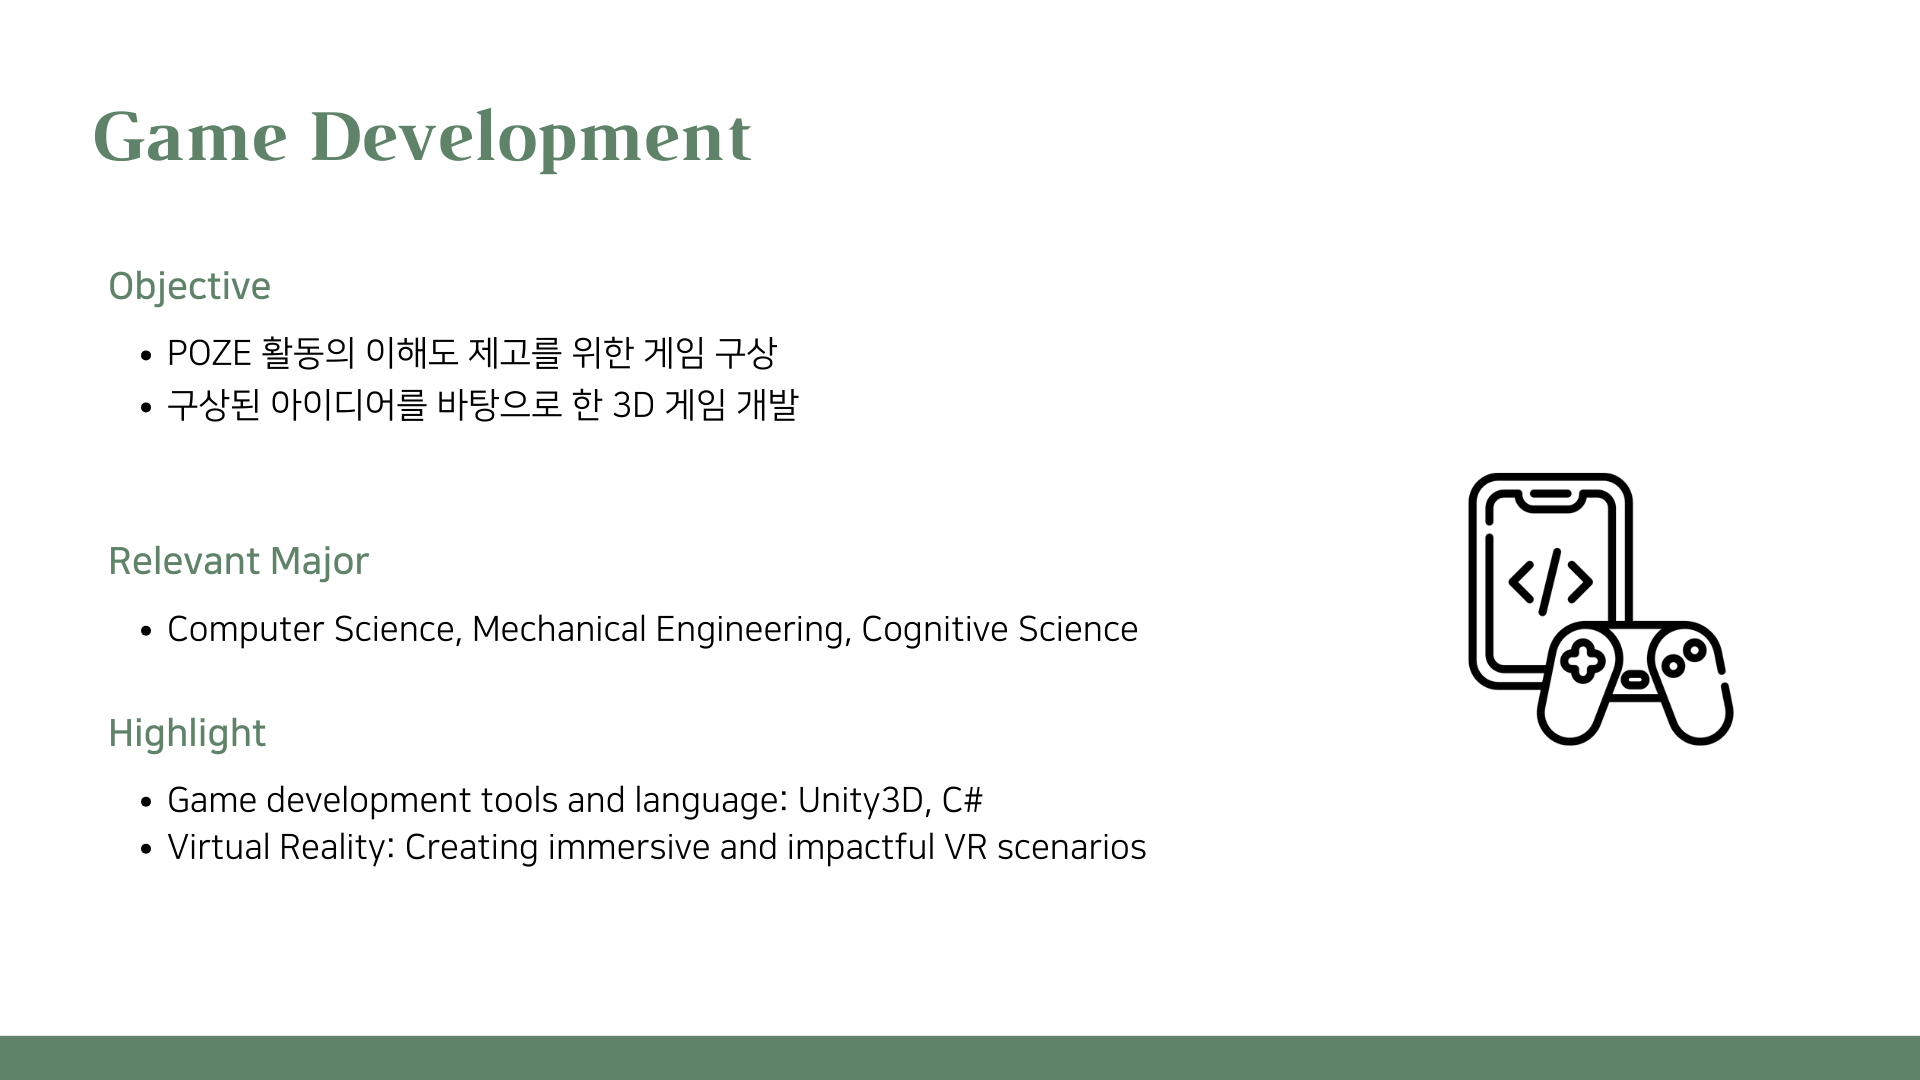 Game Development
Objective
• POZE 활동의 이해도 제고를 위한 게임 구상
• 구상된 아이디어를 바탕으로 한 3D 게임 개발
Relevant Major
• Computer Science, Mechanical Engineering, Cognitive Science
Highlight
• Game development tools and language: Unity3D, C#
• Virtual Reality: Creating immersive and impactful VR scenarios